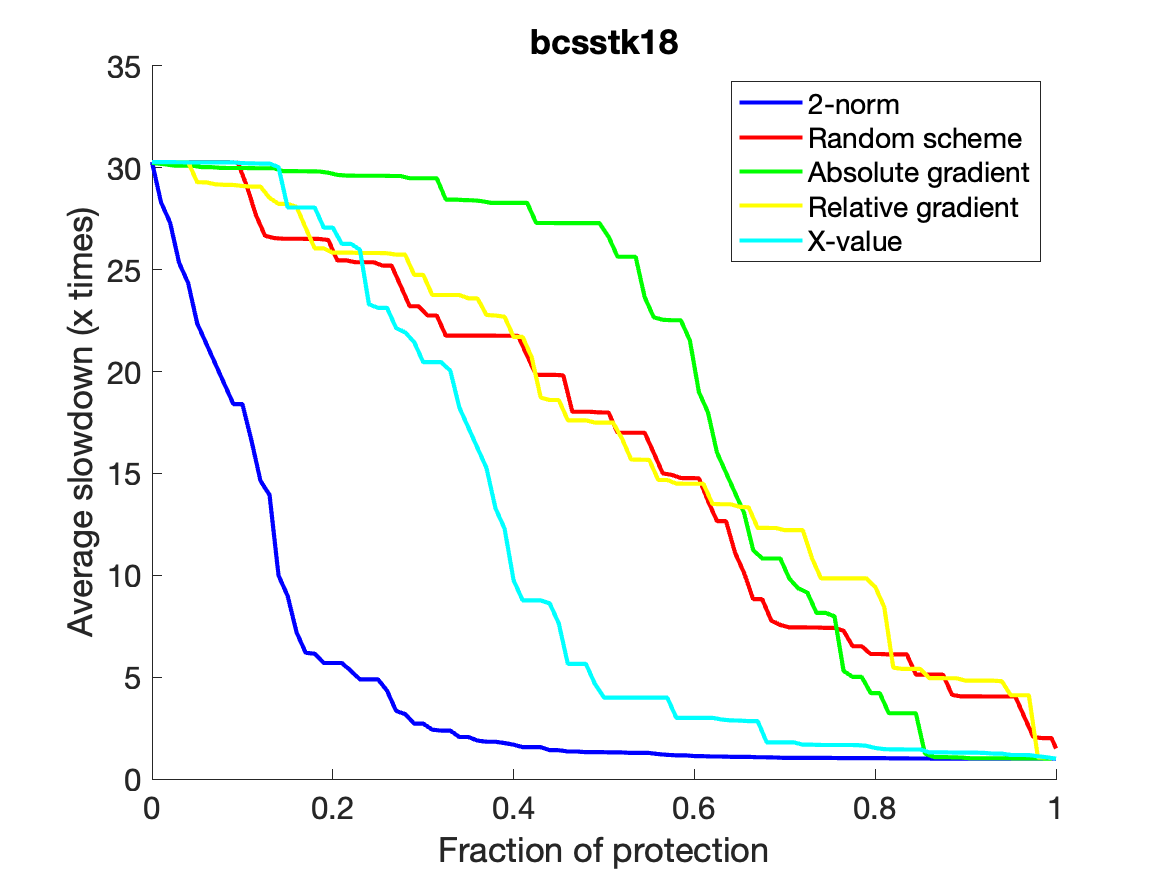 bcsstk18
35
30
25
20
15
10
5
0
Average slowdown (x times)
2-norm
Random scheme
Absolute gradient
Relative gradient
X-value
0 0.2 0.4 0.6 0.8 1
Fraction of protection